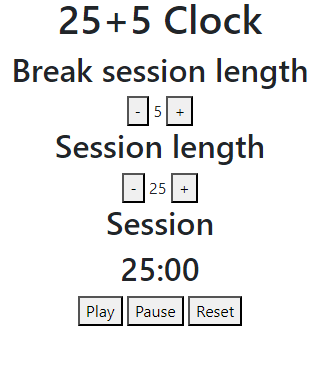 25+5 Clock
Break session length
- 5 +
Session length
- 25 +
Session
25:00
Play Pause Reset